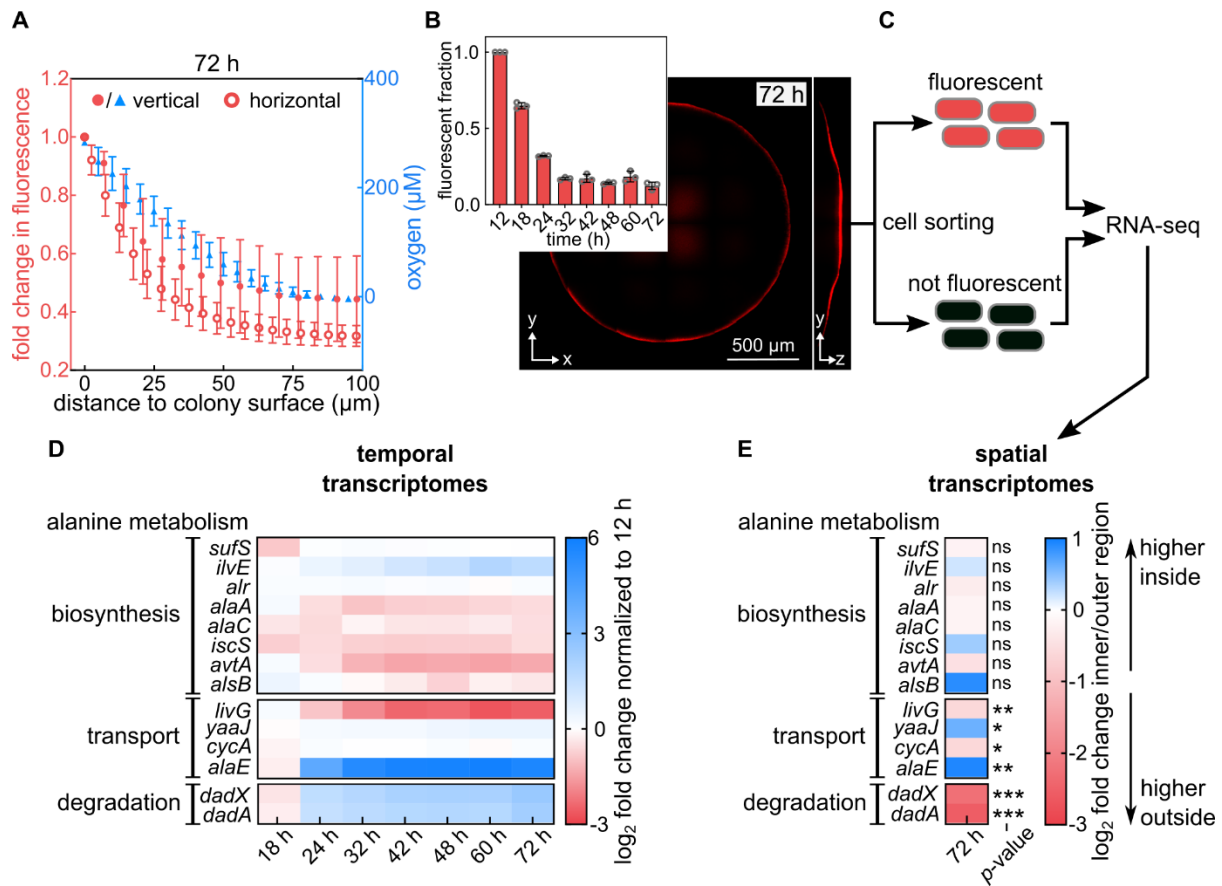 A
72 h
fold change in fluorescence
1.2
1.0
0.8
0.6
0.4
0.2
/ vertical
horizontal
400
200
0
oxygen (μM)
0
25
50
75
100
distance to colony surface (μm)
B
fluorescent fraction
1.0
0.5
0.0
12
18
24
32
42
48
60
72
time (h)
72 h
y
x
500 μm
y
z
C
fluorescent
cell sorting
not fluorescent
RNA-seq
D
temporal
transcriptomes
alanine metabolism
biosynthesis
sufS
ilvE
alr
alaA
alaC
iscS
avtA
alsB
transport
livG
yaaJ
cycA
alaE
degradation
dadX
dadA
18 h
24 h
32 h
42 h
48 h
60 h
72 h
6
3
0
-3
log2 fold change normalized to 12 h
E
spatial
transcriptomes
alanine metabolism
biosynthesis
sufS ns
ilvE ns
alr ns
alaA ns
alaC ns
iscS ns
avtA ns
alsB ns
transport
livG **
yaaJ *
cycA *
alaE **
degradation
dadX ***
dadA ***
72 h
p-value
1
0
-1
-2
-3
log2 fold change inner/outer region
higher
inside
higher
outside